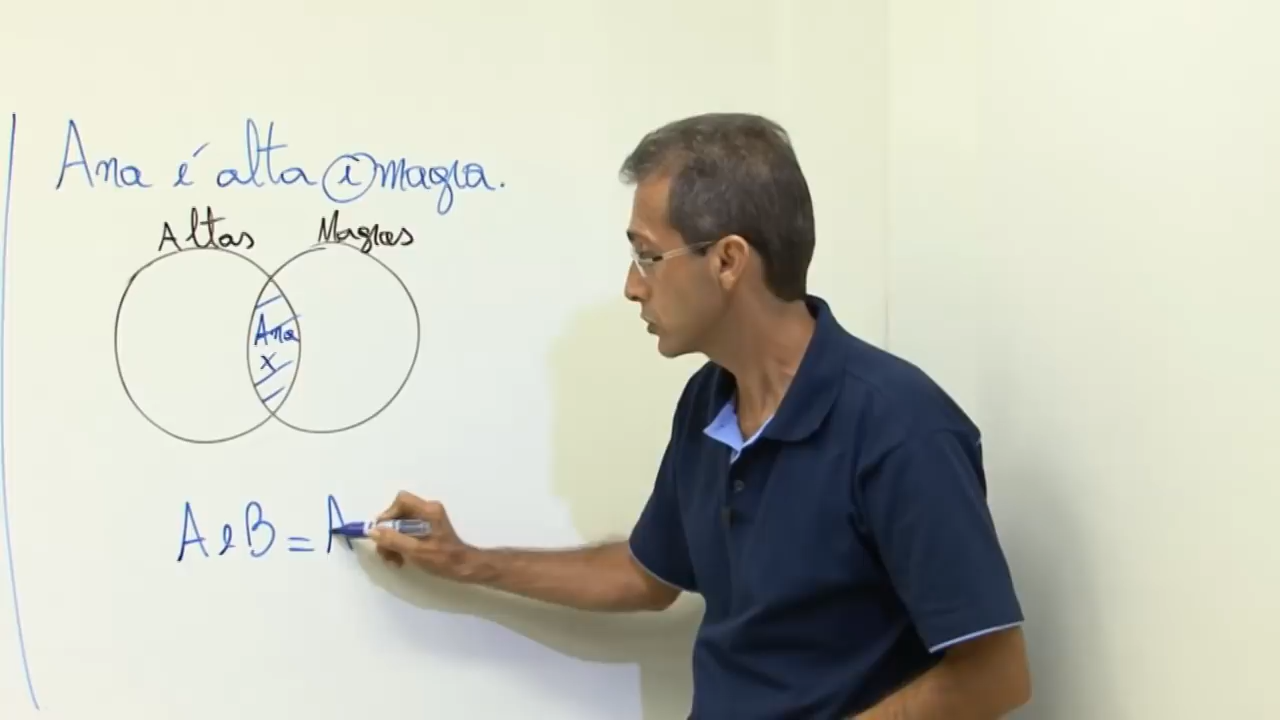 Ana é alta e magra.
Altas Magras
Ana
x
A e B = A